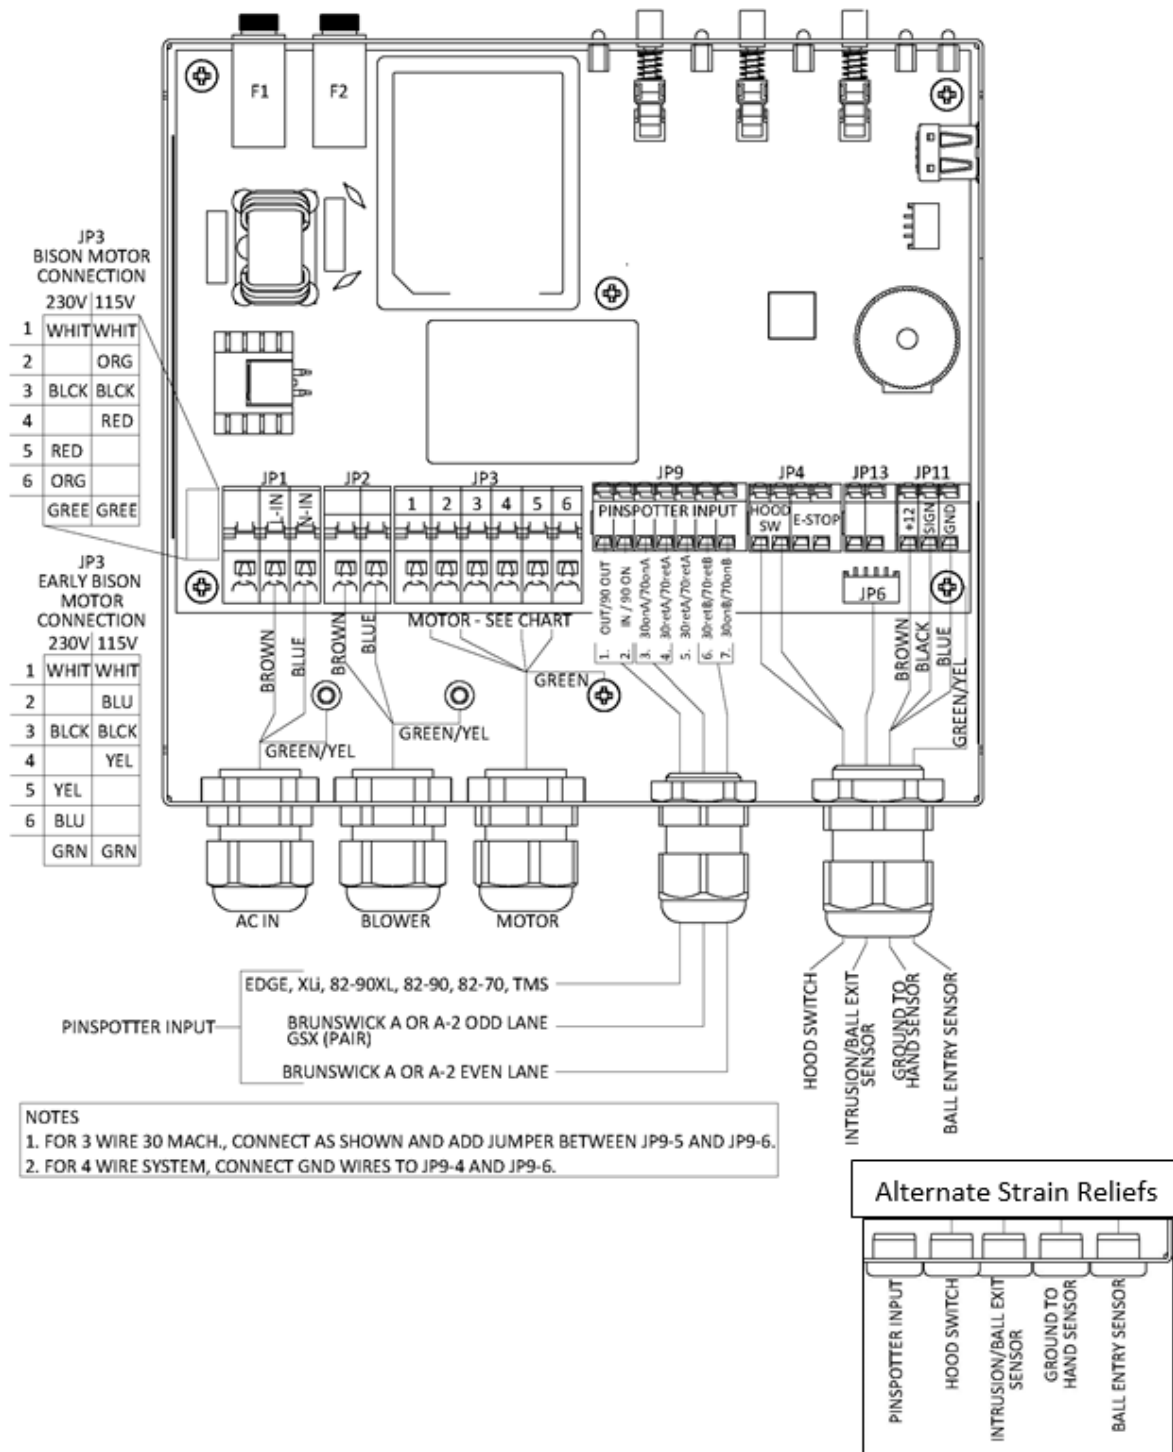 F1
F2
JP3
BISON MOTOR
CONNECTION
230V 115V
1 WHIT WHIT
2 ORG
3 BLCK BLCK
4 RED
5 RED
6 ORG
GREE GREE
JP3
EARLY BISON
MOTOR
CONNECTION
230V 115V
1 WHIT WHIT
2 BLU
3 BLCK BLCK
4 YEL
5 YEL
6 BLU
GRN GRN
JP1
L-IN
N-IN
JP2
JP3
1 2 3 4 5 6
JP9
PINSPOTTER INPUT
JP4
HOOD
SW
E-STOP
JP13
JP11
+12
SIGN
GND
JP6
1. OUT/90 OUT
2. IN / 90 ON
3. 30onA/70onA
4. 30retA/70retA
5. 30retA/70retA
6. 30retB/70retB
7. 30onB/70onB
BROWN
BLUE
BROWN
BLUE
MOTOR - SEE CHART
GREEN
GREEN/YEL
GREEN/YEL
BROWN
BLACK
BLUE
GREEN/YEL
AC IN
BLOWER
MOTOR
PINSPOTTER INPUT
EDGE, XLi, 82-90XL, 82-90, 82-70, TMS
BRUNSWICK A OR A-2 ODD LANE
GSX (PAIR)
BRUNSWICK A OR A-2 EVEN LANE
HOOD SWITCH
INTRUSION/BALL EXIT
SENSOR
GROUND TO
HAND SENSOR
BALL ENTRY SENSOR
NOTES
1. FOR 3 WIRE 30 MACH., CONNECT AS SHOWN AND ADD JUMPER BETWEEN JP9-5 AND JP9-6.
2. FOR 4 WIRE SYSTEM, CONNECT GND WIRES TO JP9-4 AND JP9-6.
Alternate Strain Reliefs
PINSPOTTER INPUT
HOOD SWITCH
INTRUSION/BALL EXIT
SENSOR
GROUND TO
HAND SENSOR
BALL ENTRY SENSOR